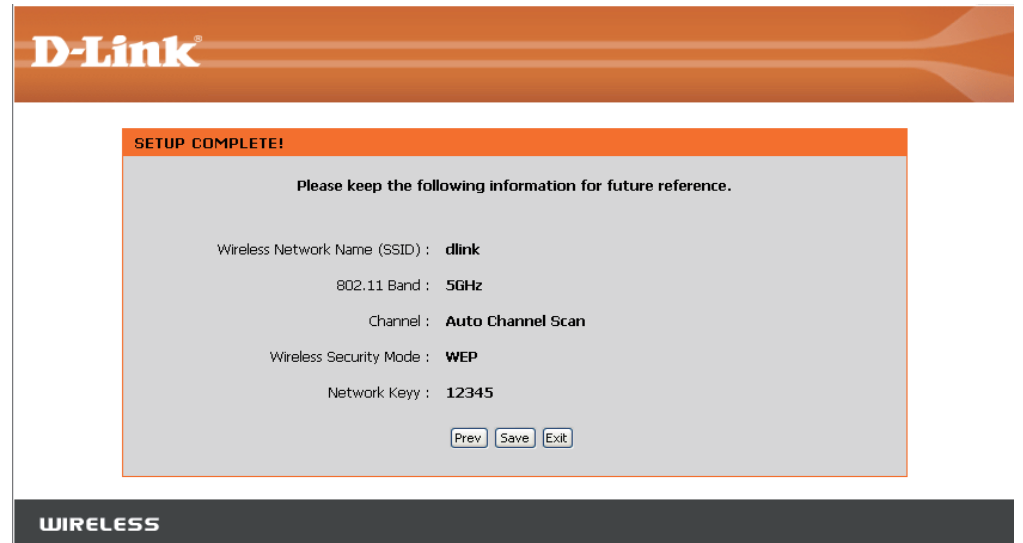 D-Link®
SETUP COMPLETE!
Please keep the following information for future reference.
Wireless Network Name (SSID) : dlink
802.11 Band : 5GHz
Channel : Auto Channel Scan
Wireless Security Mode : WEP
Network Keyy : 12345
Prev Save Exit
WIRELESS